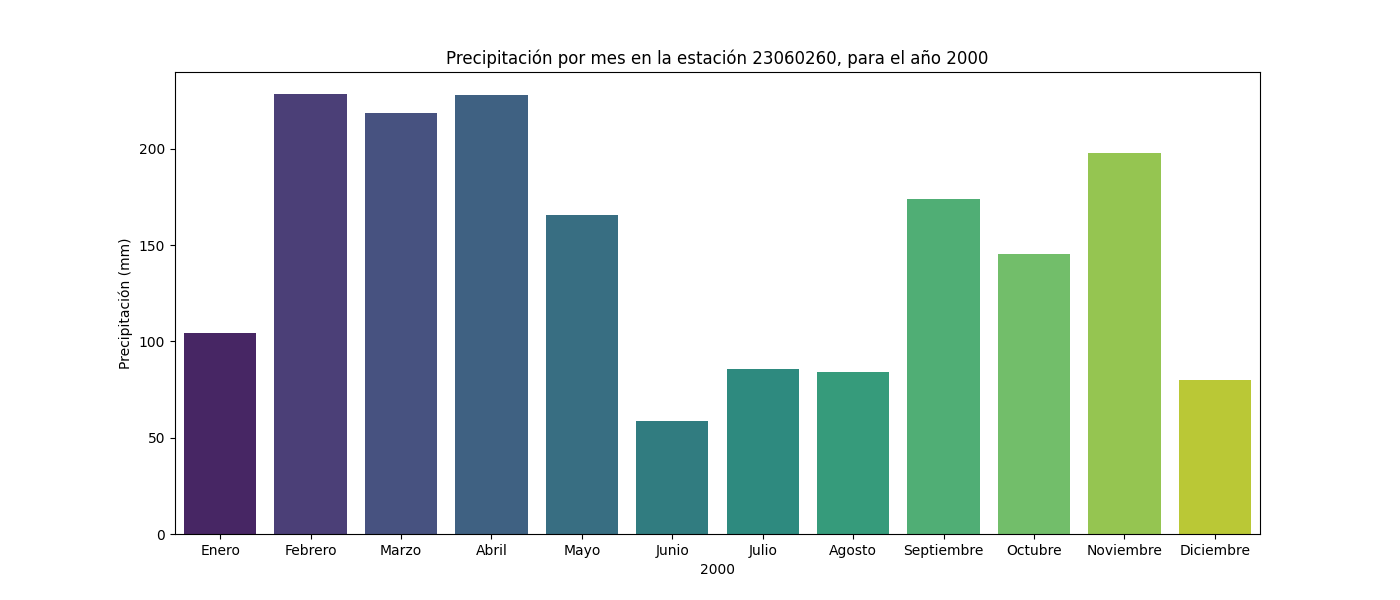 Precipitación por mes en la estación 23060260, para el año 2000
Precipitación (mm)
200
150
100
50
0
Enero Febrero Marzo Abril Mayo Junio Julio Agosto Septiembre Octubre Noviembre Diciembre
2000